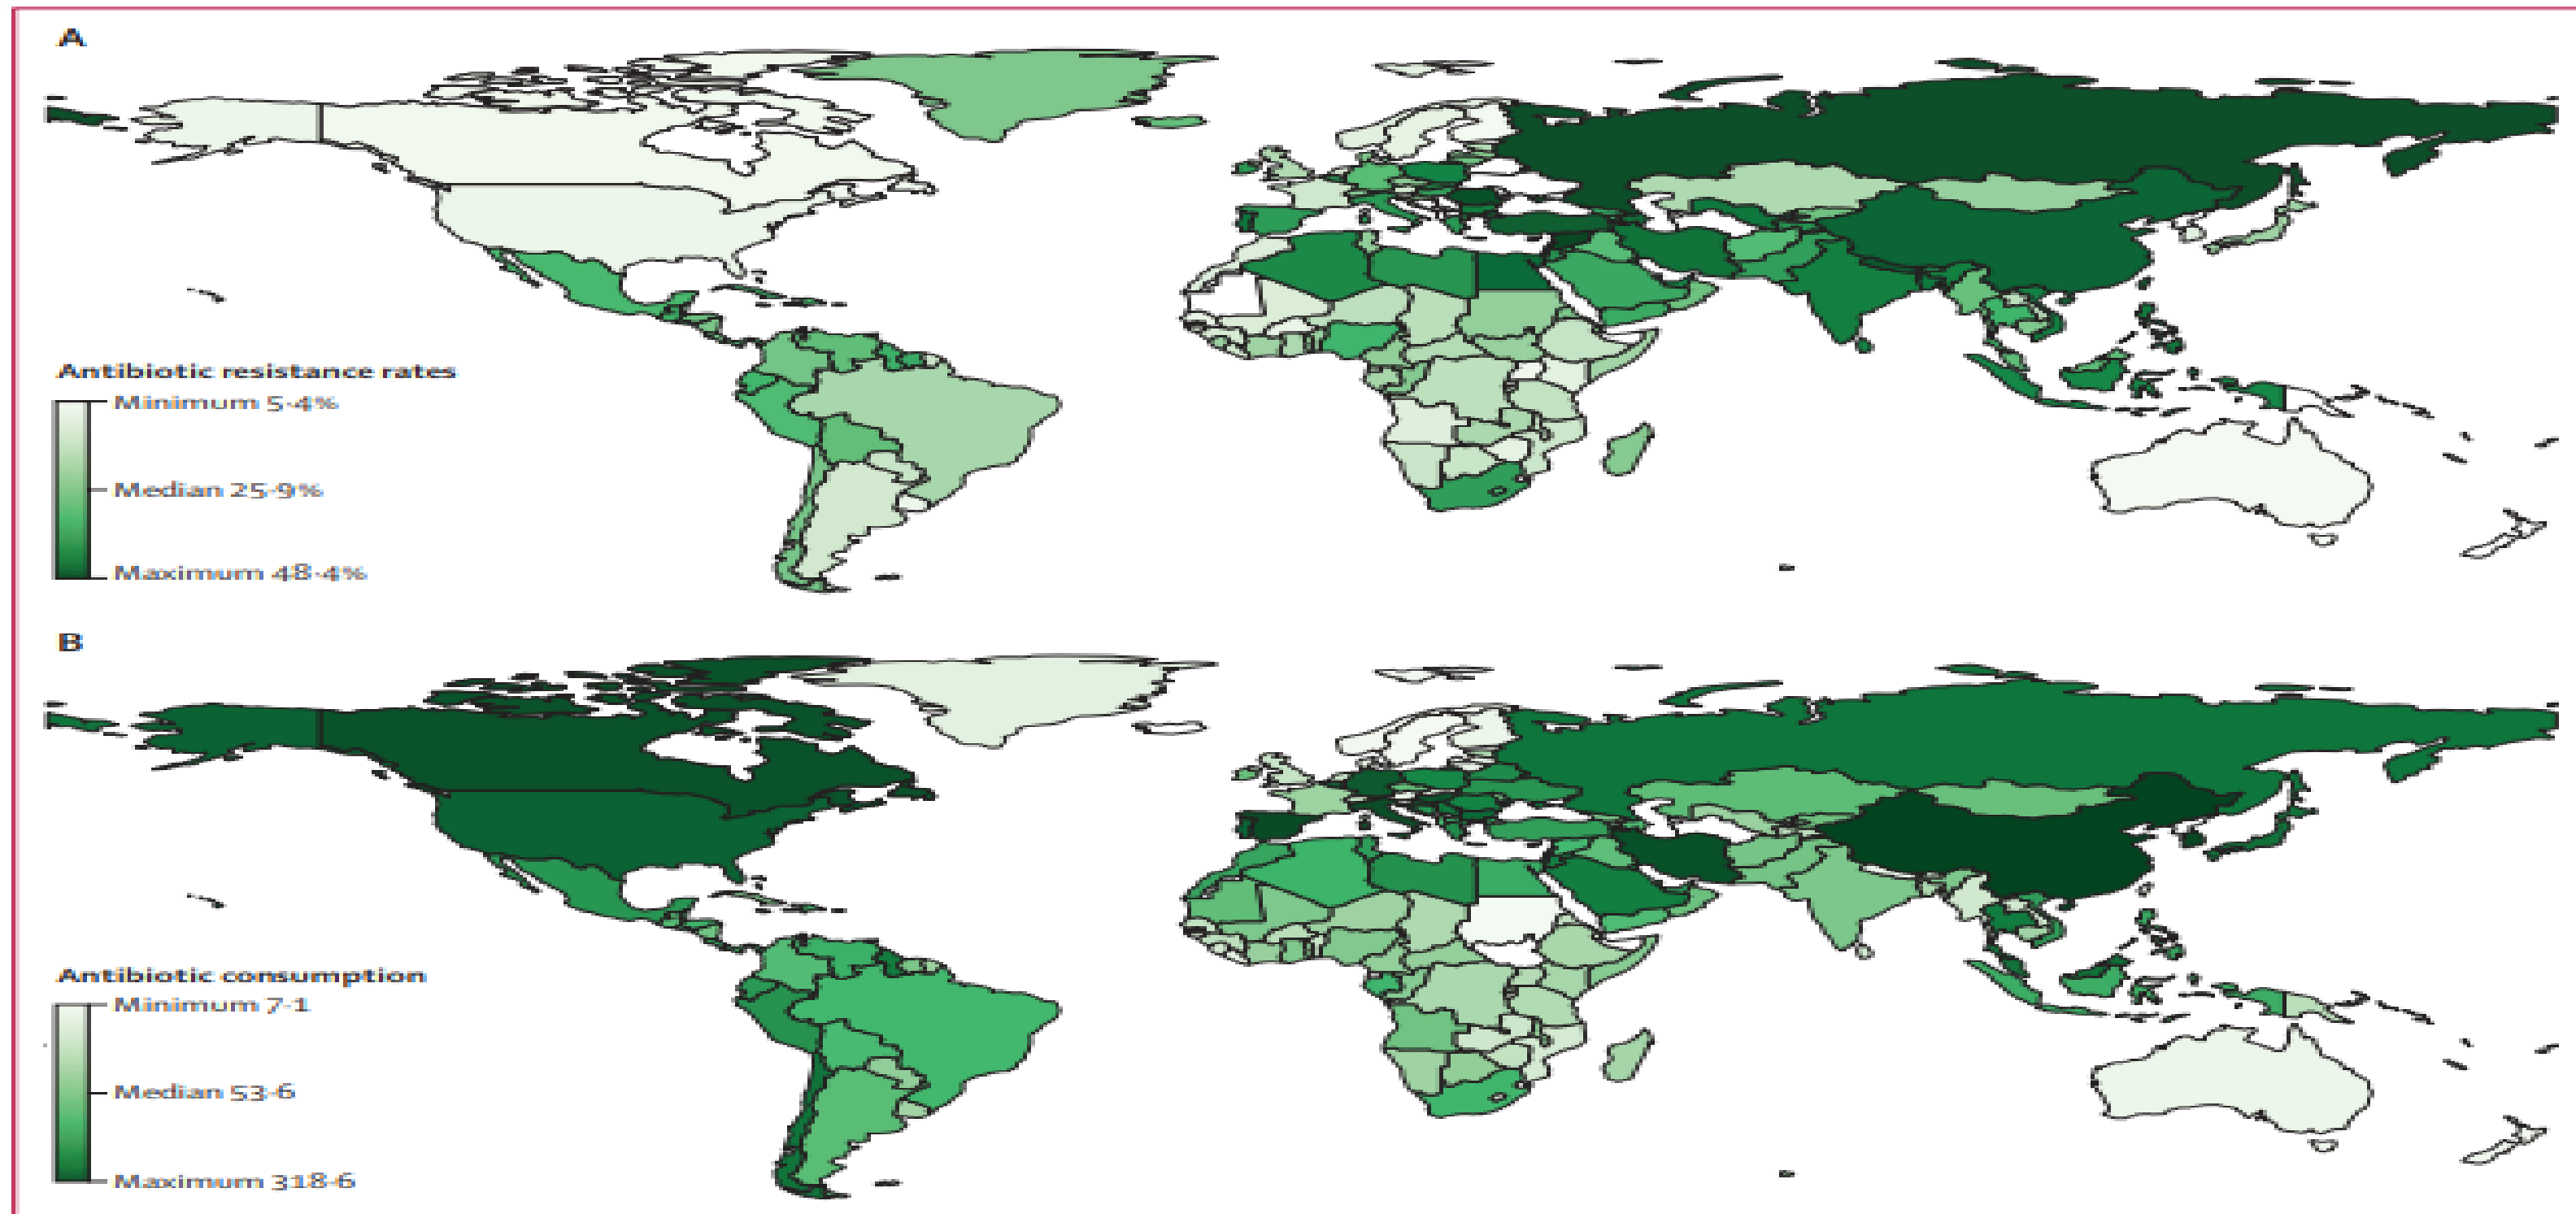 A
Antibiotic resistance rates
Minimum 5·4%
Median 25·9%
Maximum 48·4%
B
Antibiotic consumption
Minimum 7·1
Median 53·6
Maximum 318·6